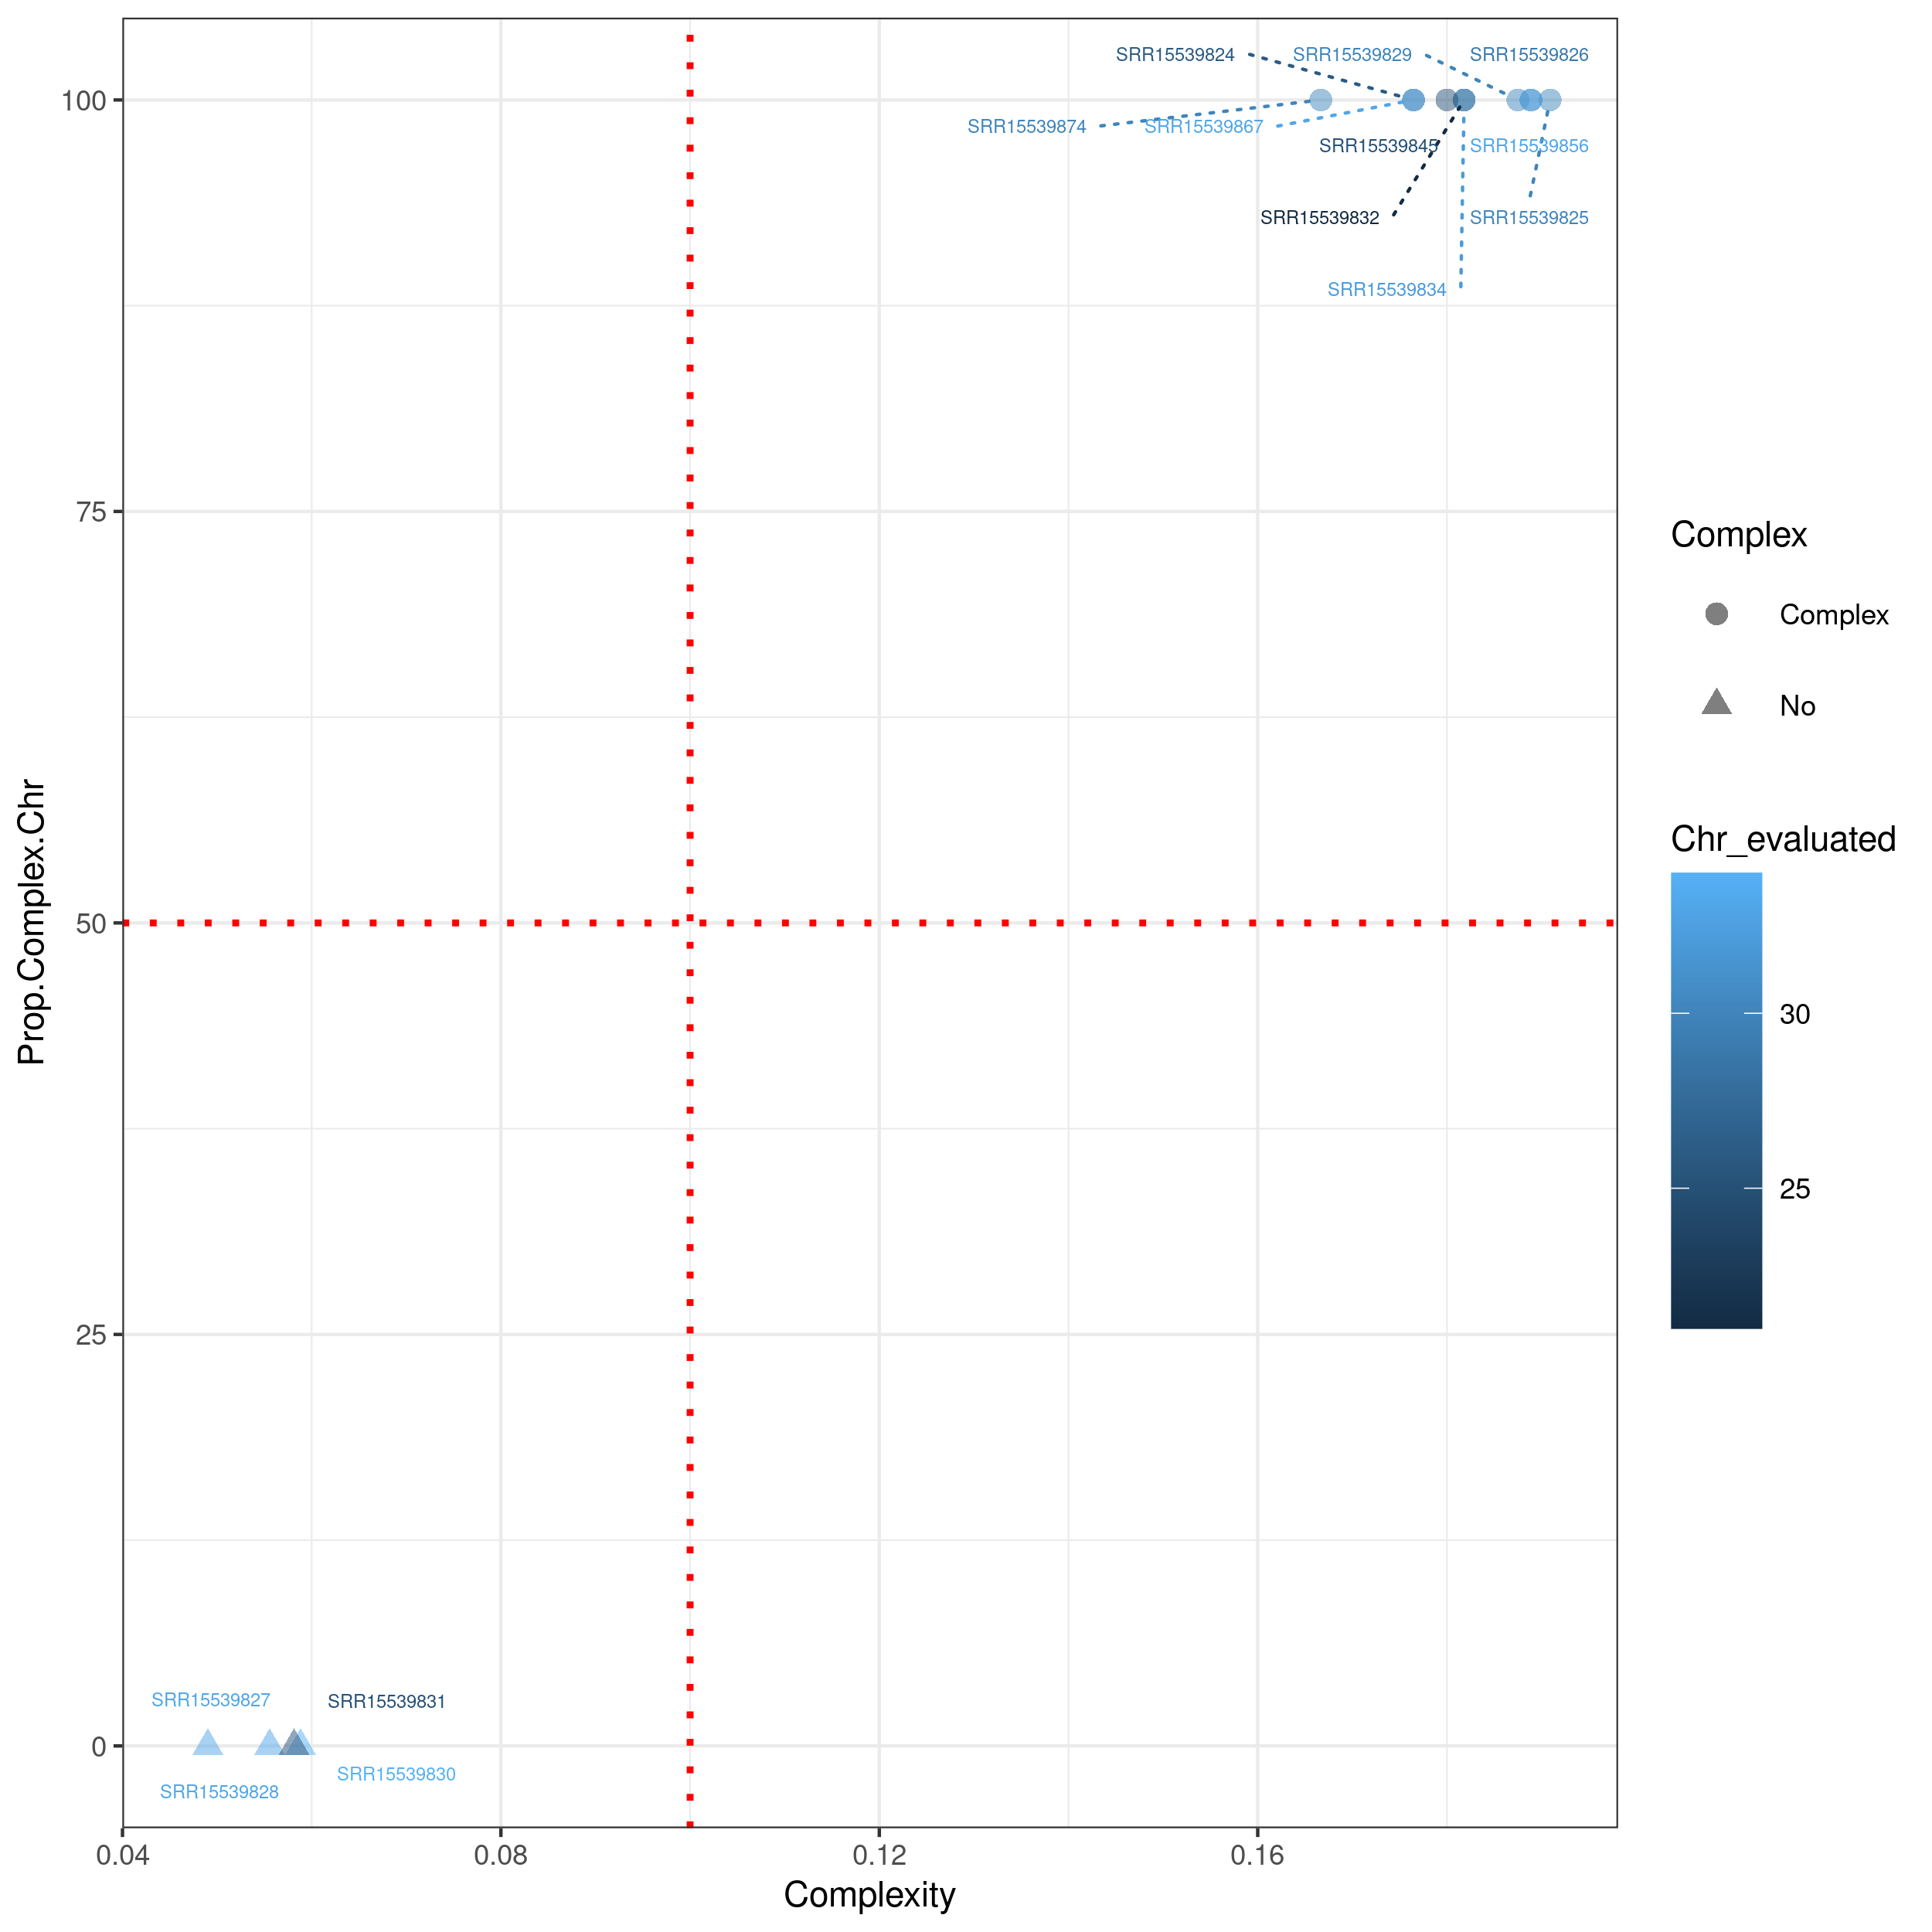 SRR15539824 SRR15539829 SRR15539826
SRR15539874 SRR15539867
SRR15539845 SRR15539856
SRR15539832 SRR15539825
SRR15539834
100
75
50
25
0
Prop.Complex.Chr
SRR15539827 SRR15539831
SRR15539830
SRR15539828
0.04 0.08 0.12 0.16
Complexity
Complex
Complex
No
Chr_evaluated
30
25